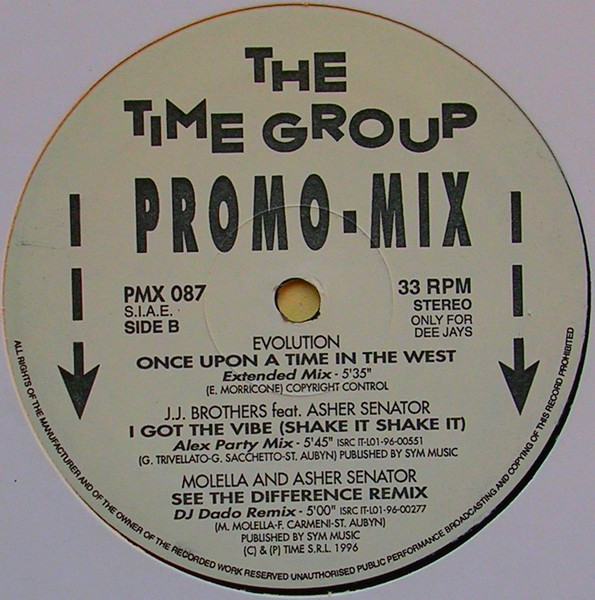 THE
TIME GROUP
PROMO-MIX
PMX 087
S.I.A.E.
SIDE B
33 RPM
STEREO
ONLY FOR
DEE JAYS
EVOLUTION
ONCE UPON A TIME IN THE WEST
Extended Mix - 5'35"
(E. MORRICONE) COPYRIGHT CONTROL
J.J. BROTHERS feat. ASHER SENATOR
I GOT THE VIBE (SHAKE IT SHAKE IT)
Alex Party Mix - 5'45" ISRC IT-L01-96-00551
(G. TRIVELLATO-G. SACCHETTO-ST. AUBYN) PUBLISHED BY SYM MUSIC
MOLELLA AND ASHER SENATOR
SEE THE DIFFERENCE REMIX
DJ Dado Remix - 5'00" ISRC IT-L01-96-00277
(M. MOLELLA-F. CARMENI-ST. AUBYN)
PUBLISHED BY SYM MUSIC
(C) & (P) TIME S.R.L. 1996
ALL RIGHTS OF THE MANUFACTURER AND OF THE OWNER OF THE RECORDED WORK RESERVED UNAUTHORISED PUBLIC PERFORMANCE BROADCASTING AND COPYING OF THIS RECORD PROHIBITED